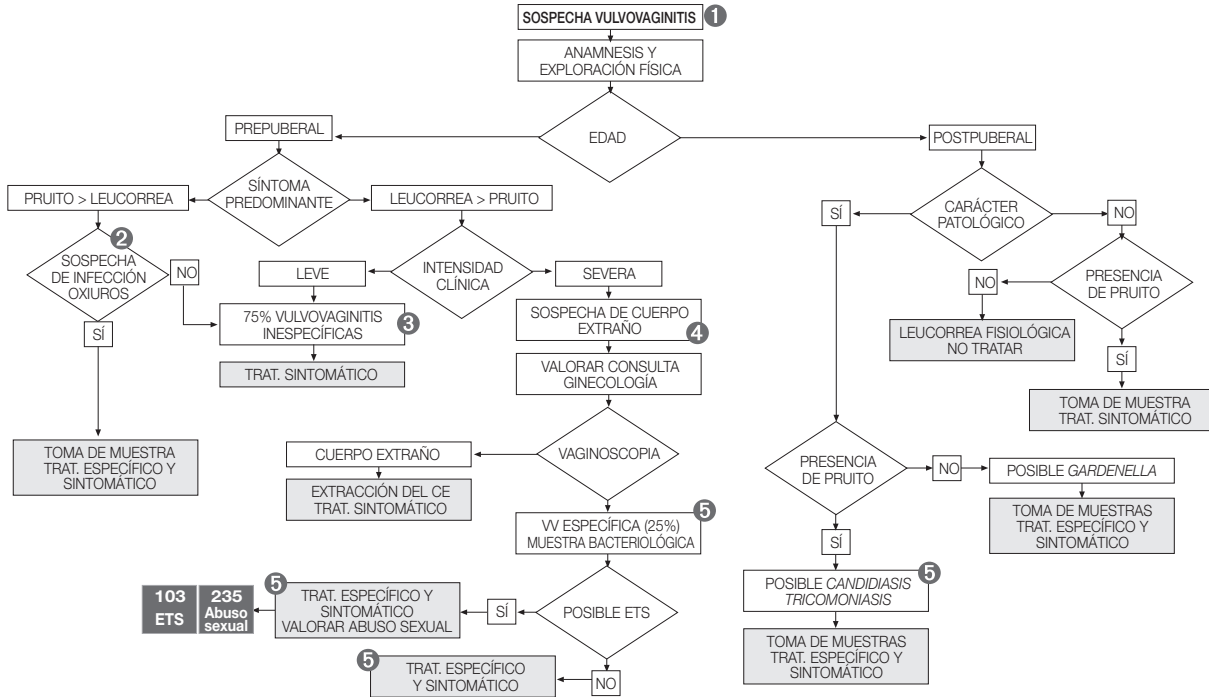 SOSPECHA VULVOVAGINITIS 1
ANAMNESIS Y
EXPLORACIÓN FÍSICA
EDAD
PREPUBERAL
POSTPUBERAL
SÍNTOMA
PREDOMINANTE
PRUITO > LEUCORREA
LEUCORREA > PRUITO
2
SOSPECHA
DE INFECCIÓN
OXIUROS
NO
SÍ
TOMA DE MUESTRA
TRAT. ESPECÍFICO Y
SINTOMÁTICO
INTENSIDAD
CLÍNICA
LEVE
75% VULVOVAGINITIS
INESPECÍFICAS
3
TRAT. SINTOMÁTICO
SEVERA
SOSPECHA DE CUERPO
EXTRAÑO
4
VALORAR CONSULTA
GINECOLOGÍA
VAGINOSCOPIA
CUERPO EXTRAÑO
EXTRACCIÓN DEL CE
TRAT. SINTOMÁTICO
VV ESPECÍFICA (25%)
MUESTRA BACTERIOLÓGICA
5
POSIBLE ETS
SÍ
5
TRAT. ESPECÍFICO Y
SINTOMÁTICO
VALORAR ABUSO SEXUAL
103
ETS
235
Abuso
sexual
NO
5
TRAT. ESPECÍFICO
Y SINTOMÁTICO
CARÁCTER
PATOLÓGICO
SÍ
NO
PRESENCIA
DE PRUITO
NO
LEUCORREA FISIOLÓGICA
NO TRATAR
SÍ
TOMA DE MUESTRA
TRAT. SINTOMÁTICO
PRESENCIA
DE PRUITO
NO
POSIBLE GARDENELLA
TOMA DE MUESTRAS
TRAT. ESPECÍFICO Y
SINTOMÁTICO
SÍ
POSIBLE CANDIDIASIS
TRICOMONIASIS
5
TOMA DE MUESTRAS
TRAT. ESPECÍFICO Y
SINTOMÁTICO